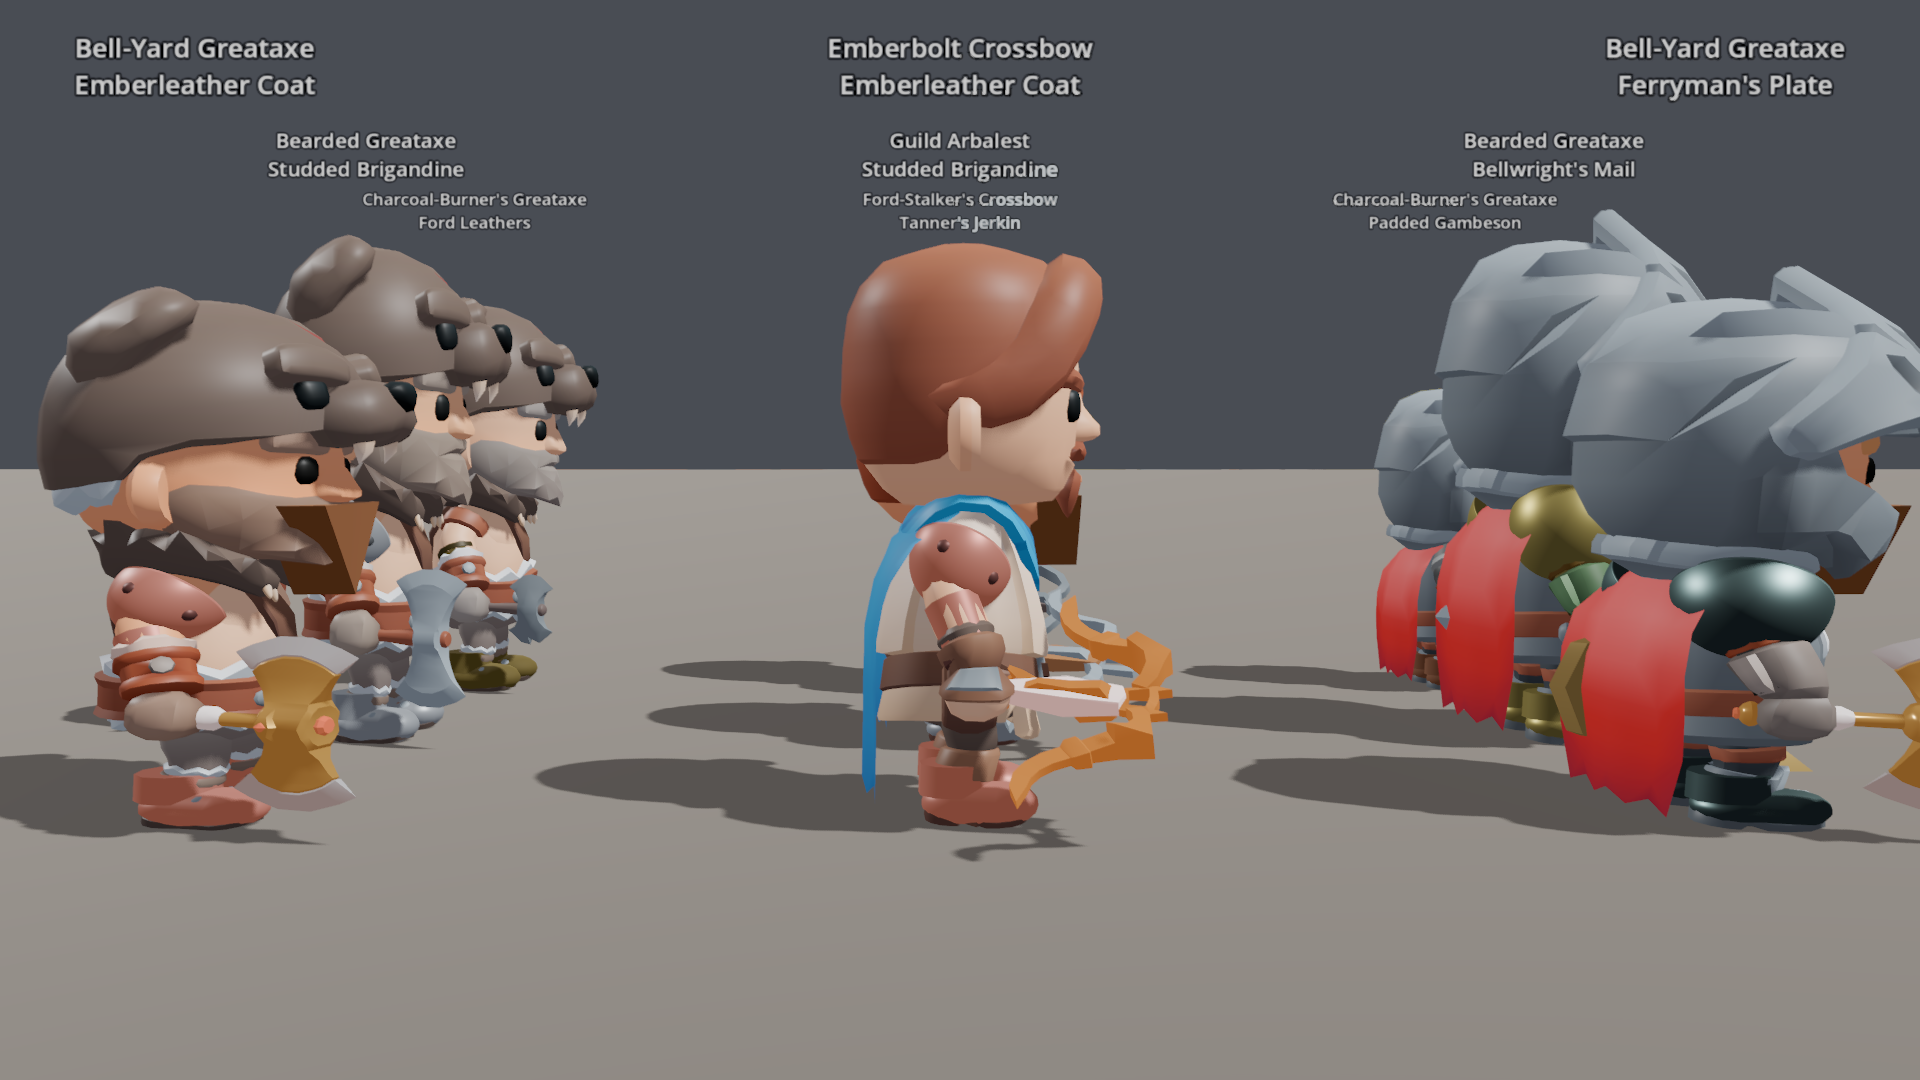 Bell-Yard Greataxe
Emberleather Coat
Bearded Greataxe
Studded Brigandine
Charcoal-Burner's Greataxe
Ford Leathers
Emberbolt Crossbow
Emberleather Coat
Guild Arbalest
Studded Brigandine
Ford-Stalker's Crossbow
Tanner's Jerkin
Bell-Yard Greataxe
Ferryman's Plate
Bearded Greataxe
Bellwright's Mail
Charcoal-Burner's Greataxe
Padded Gambeson